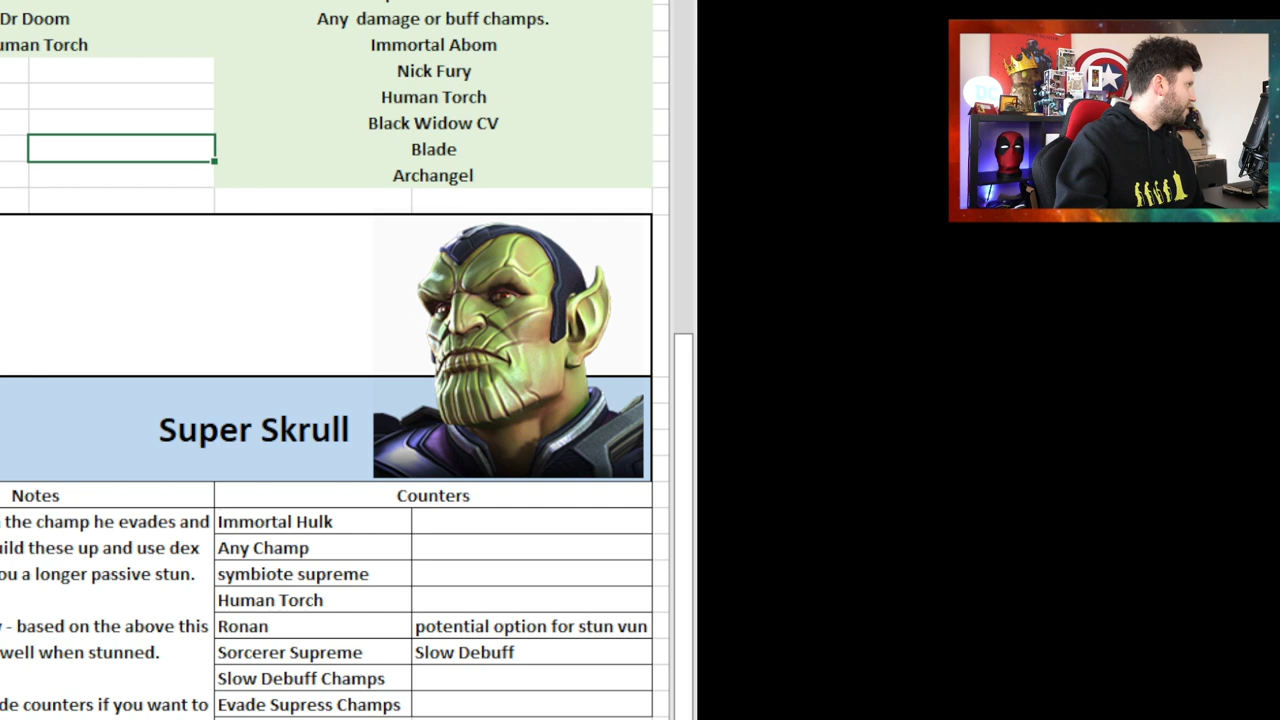 Dr Doom
Any damage or buff champs.
uman Torch
Immortal Abom
Nick Fury
Human Torch
Black Widow CV
Blade
Archangel
Super Skrull
Notes
Counters
the champ he evades and
Immortal Hulk
uild these up and use dex
Any Champ
ou a longer passive stun.
symbiote supreme
Human Torch
- based on the above this
Ronan
potential option for stun vun
well when stunned.
Sorcerer Supreme
Slow Debuff
Slow Debuff Champs
de counters if you want to
Evade Supress Champs